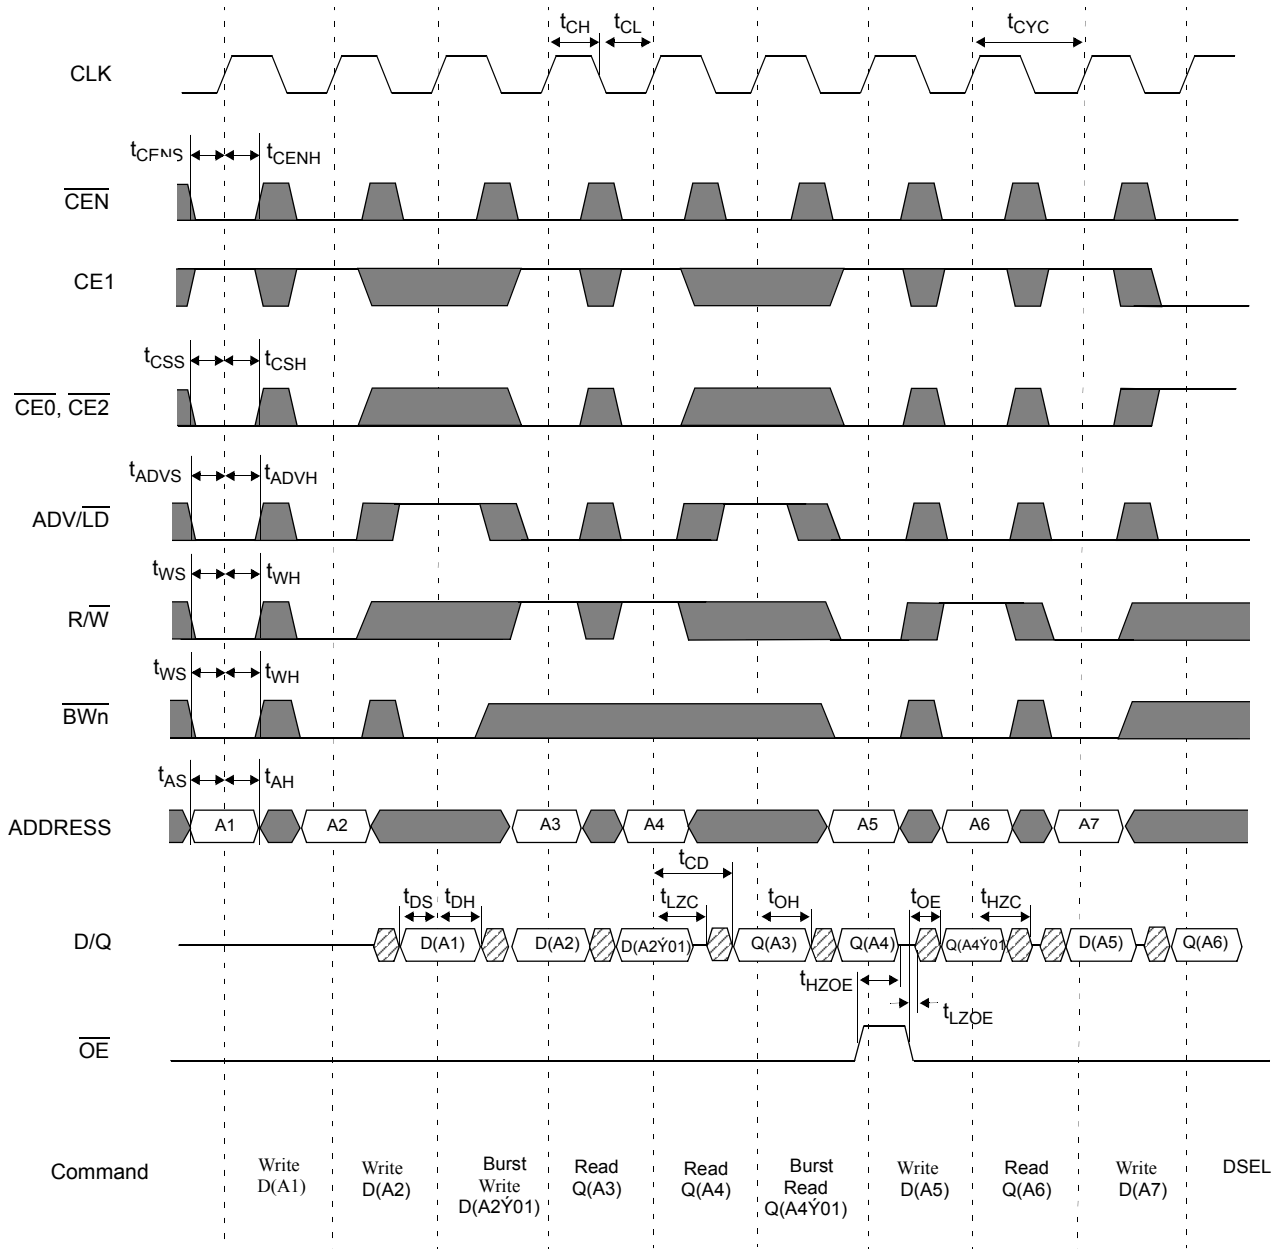 tCH tCL tCYC
CLK
tCENS tCENH
CEN
CE1
tCSS tCSH
CE0, CE2
tADVS tADVH
ADV/LD
tWS tWH
R/W
tWS tWH
BWn
tAS tAH
ADDRESS A1 A2 A3 A4 A5 A6 A7
tCD
tDS tDH tLZC tOH tOE tHZC
D/Q D(A1) D(A2) D(A2Ý01) Q(A3) Q(A4) Q(A4Ý01 D(A5) Q(A6)
tHZOE
tLZOE
OE
Command
Write
D(A1)
Write
D(A2)
Burst
Write
D(A2Ý01)
Read
Q(A3)
Read
Q(A4)
Burst
Read
Q(A4Ý01)
Write
D(A5)
Read
Q(A6)
Write
D(A7)
DSEL